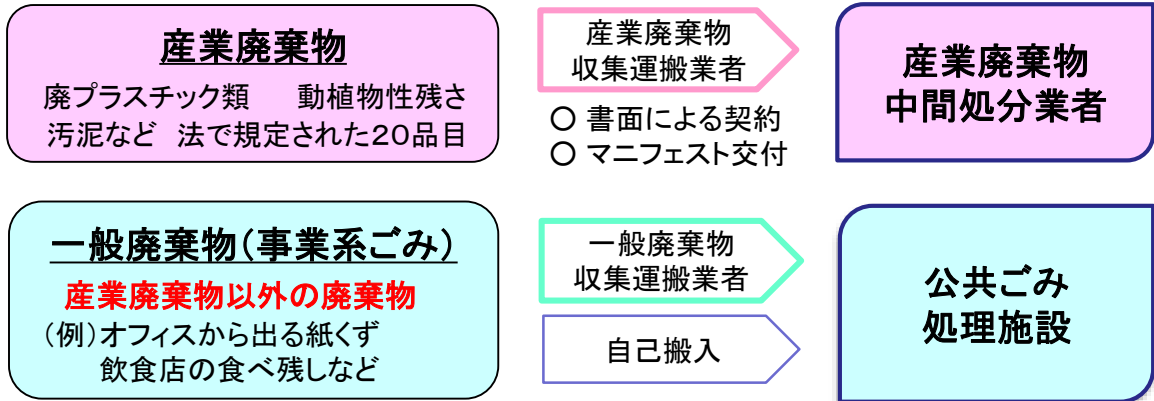 産業廃棄物
廃プラスチック類　動植物性残さ
汚泥など 法で規定された20品目
産業廃棄物
収集運搬業者
○ 書面による契約
○ マニフェスト交付
産業廃棄物
中間処分業者
一般廃棄物(事業系ごみ)
産業廃棄物以外の廃棄物
(例)オフィスから出る紙くず
飲食店の食べ残しなど
一般廃棄物
収集運搬業者
自己搬入
公共ごみ
処理施設